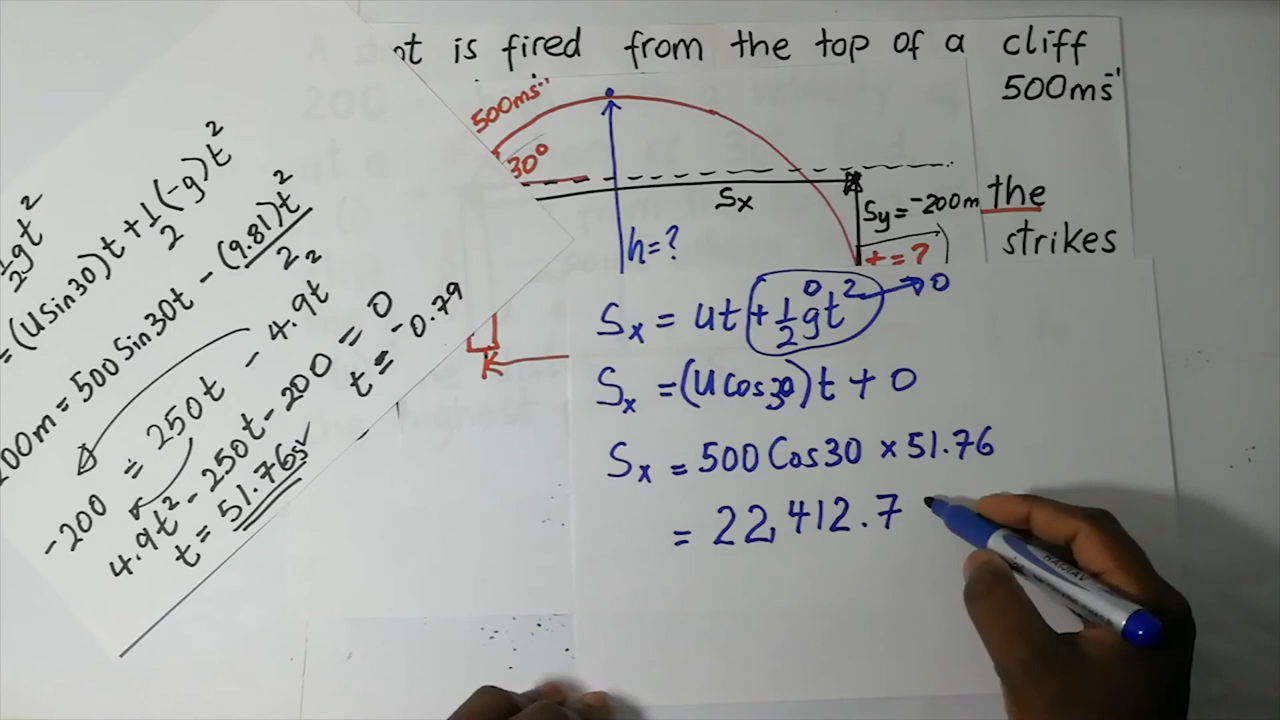 ot is fired from the top of a cliff
500ms⁻¹
the
strikes
500ms⁻¹
30°
Sx
Sy = -200m
h = ?
t = ?
K
½gt²
= (U Sin30)t + ½(-g)t²
200m = 500 Sin30t - (9.81)t²/2
-200 = 250t - 4.9t²
4.9t² - 250t - 200 = 0
t = 51.76s t = -0.79
Sx = ut + ½gt² → 0
0
Sx = (U Cos30)t + 0
Sx = 500 Cos30 × 51.76
= 22,412.7